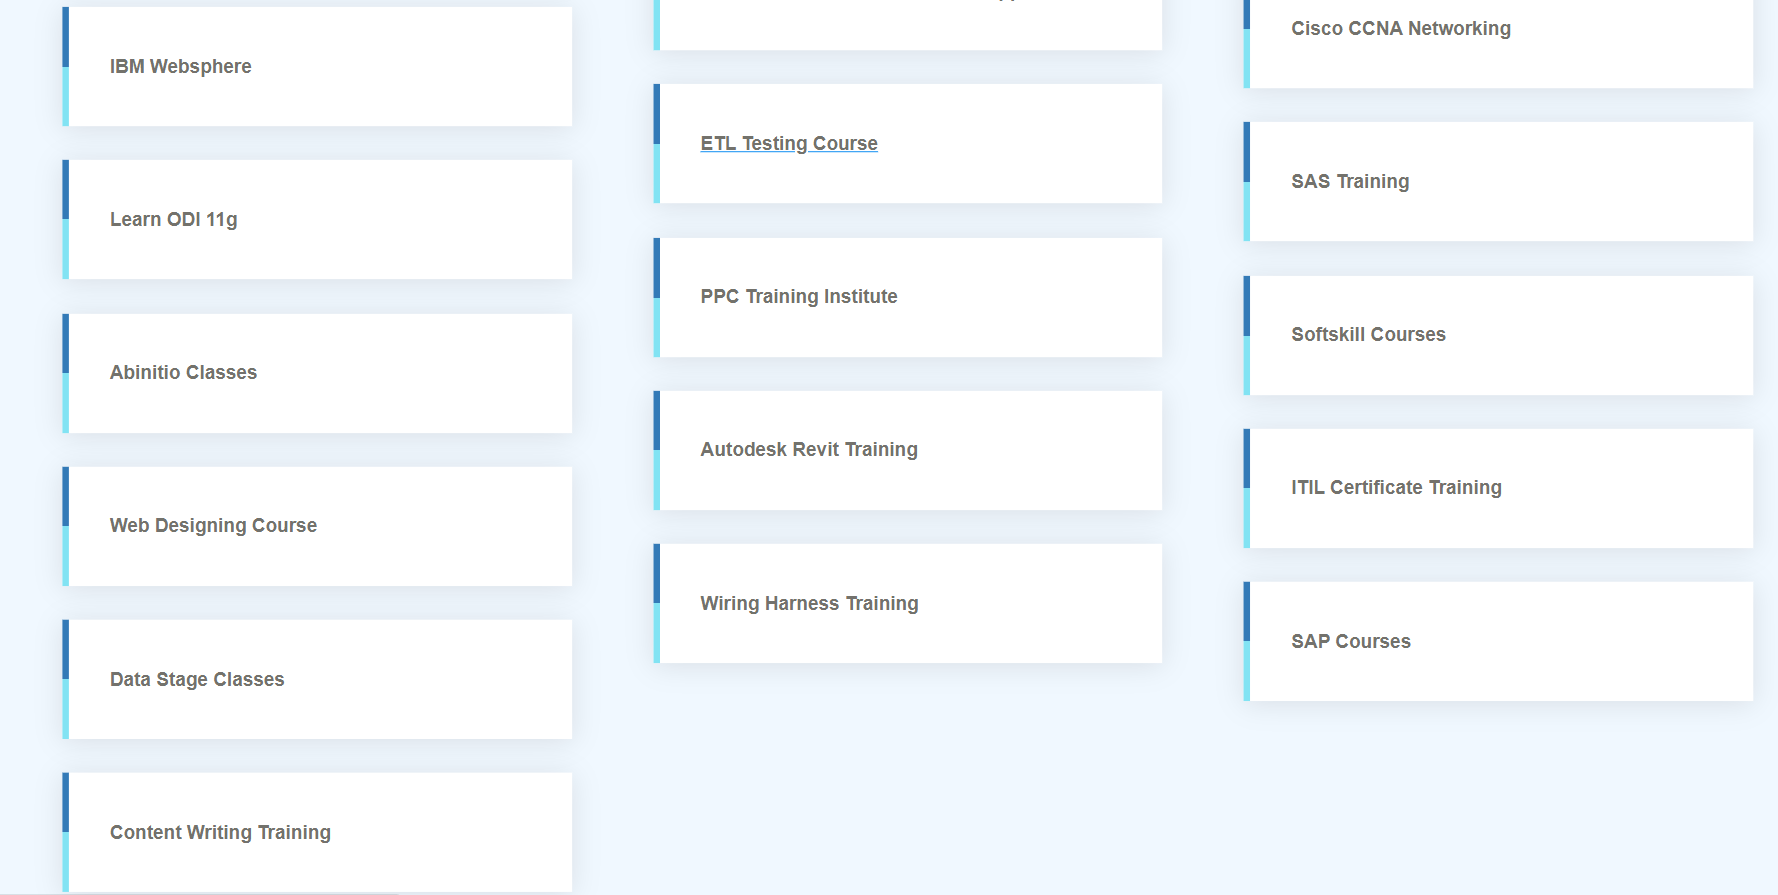 IBM Websphere
Learn ODI 11g
Abinitio Classes
Web Designing Course
Data Stage Classes
Content Writing Training
ETL Testing Course
PPC Training Institute
Autodesk Revit Training
Wiring Harness Training
Cisco CCNA Networking
SAS Training
Softskill Courses
ITIL Certificate Training
SAP Courses